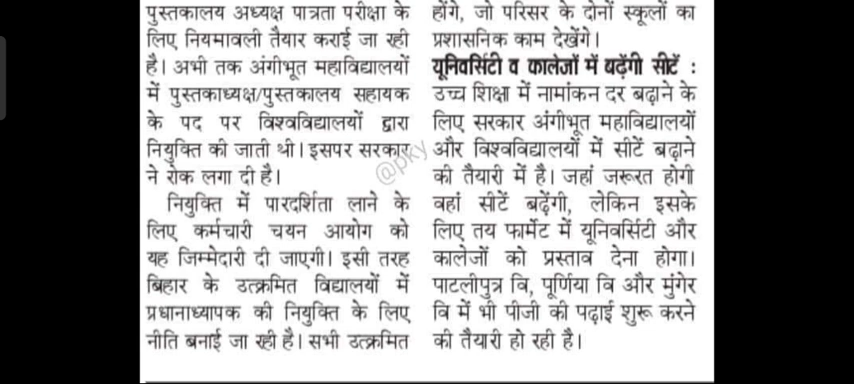 पुस्तकालय अध्यक्ष पात्रता परीक्षा के
लिए नियमावली तैयार कराई जा रही
है। अभी तक अंगीभूत महाविद्यालयों
में पुस्तकाध्यक्ष/पुस्तकालय सहायक
के पद पर विश्वविद्यालयों द्वारा
नियुक्ति की जाती थी। इसपर सरकार
ने रोक लगा दी है।
नियुक्ति में पारदर्शिता लाने के
लिए कर्मचारी चयन आयोग को
यह जिम्मेदारी दी जाएगी। इसी तरह
बिहार के उत्क्रमित विद्यालयों में
प्रधानाध्यापक की नियुक्ति के लिए
नीति बनाई जा रही है। सभी उत्क्रमित
होंगे, जो परिसर के दोनों स्कूलों का
प्रशासनिक काम देखेंगे।
यूनिवर्सिटी व कालेजों में बढ़ेंगी सीटें :
उच्च शिक्षा में नामांकन दर बढ़ाने के
लिए सरकार अंगीभूत महाविद्यालयों
और विश्वविद्यालयों में सीटें बढ़ाने
की तैयारी में है। जहां जरूरत होगी
वहां सीटें बढ़ेंगी, लेकिन इसके
लिए तय फार्मेट में यूनिवर्सिटी और
कालेजों को प्रस्ताव देना होगा।
पाटलीपुत्र वि, पूर्णिया वि और मुंगेर
वि में भी पीजी की पढ़ाई शुरू करने
की तैयारी हो रही है।
@pky